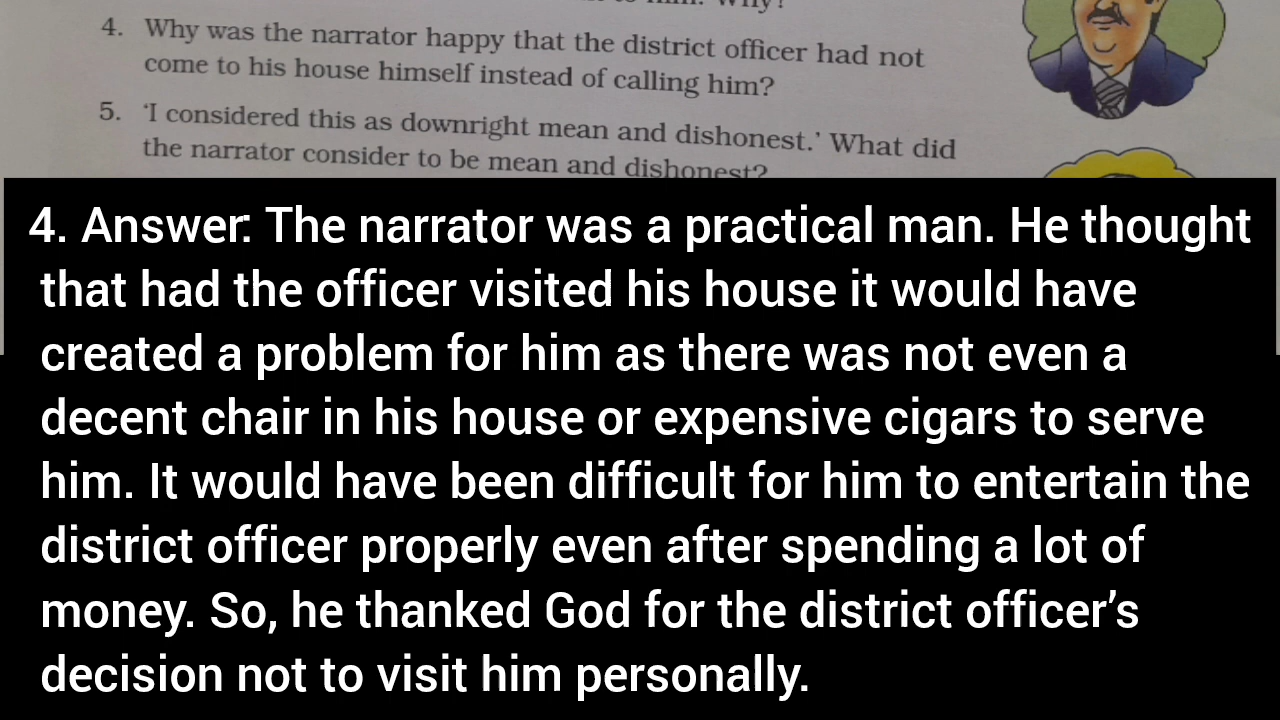 Why?
4. Why was the narrator happy that the district officer had not
come to his house himself instead of calling him?
5. ‘I considered this as downright mean and dishonest.’ What did
the narrator consider to be mean and dishonest?
4. Answer: The narrator was a practical man. He thought
that had the officer visited his house it would have
created a problem for him as there was not even a
decent chair in his house or expensive cigars to serve
him. It would have been difficult for him to entertain the
district officer properly even after spending a lot of
money. So, he thanked God for the district officer’s
decision not to visit him personally.